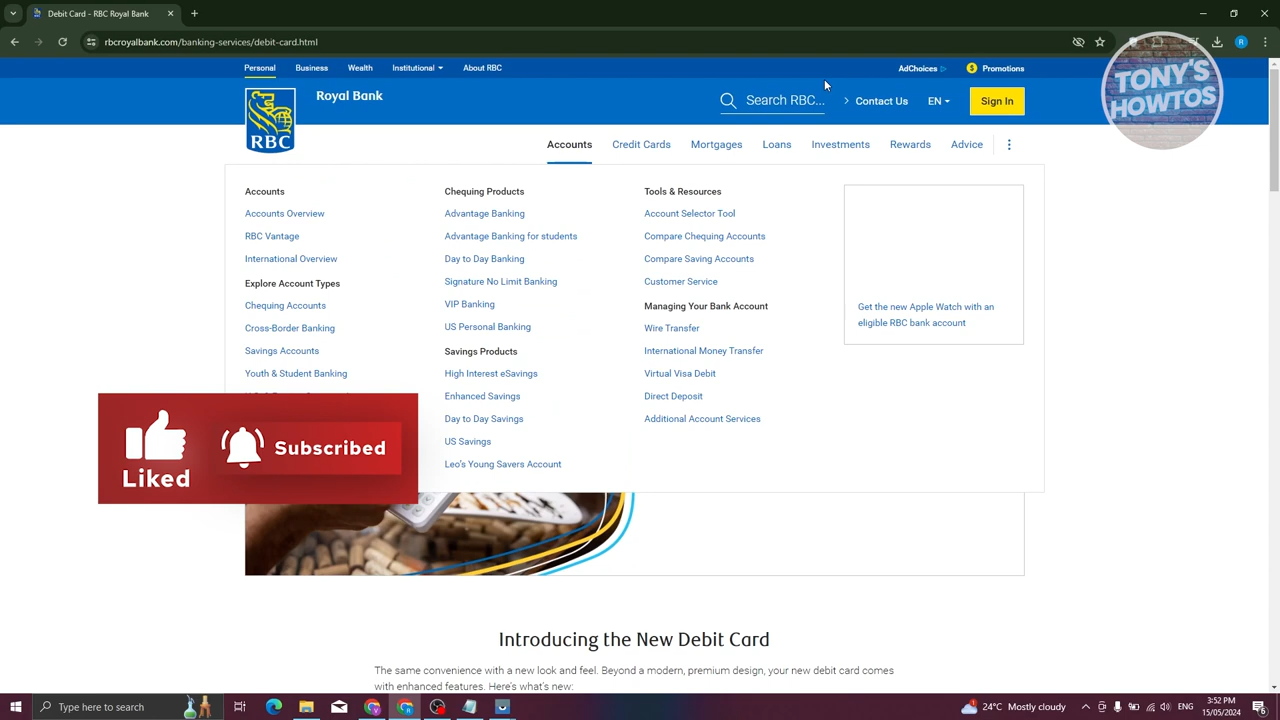 Debit Card - Royal Bank
rbcroyalbank.com/banking-services/debit-card.html
Personal
Business
Wealth
Institutional
About RBC
AdChoices
Promotions
TONY'S
HOWTOS
RBC
Royal Bank
Search RBC...
Contact Us
EN
Sign In
Accounts
Credit Cards
Mortgages
Loans
Investments
Rewards
Advice
Accounts
Accounts Overview
RBC Vantage
International Overview
Explore Account Types
Chequing Accounts
Cross-Border Banking
Savings Accounts
Youth & Student Banking
Chequing Products
Advantage Banking
Advantage Banking for students
Day to Day Banking
Signature No Limit Banking
VIP Banking
US Personal Banking
Savings Products
High Interest eSavings
Enhanced Savings
Day to Day Savings
US Savings
Leo's Young Savers Account
Tools & Resources
Account Selector Tool
Compare Chequing Accounts
Compare Saving Accounts
Customer Service
Managing Your Bank Account
Wire Transfer
International Money Transfer
Virtual Visa Debit
Direct Deposit
Additional Account Services
Get the new Apple Watch with an
eligible RBC bank account
Liked
Subscribed
Introducing the New Debit Card
The same convenience with a new look and feel. Beyond a modern, premium design, your new debit card comes
with enhanced features. Here's what's new:
Type here to search
24°C Mostly cloudy
3:52 PM
15/05/2024
6